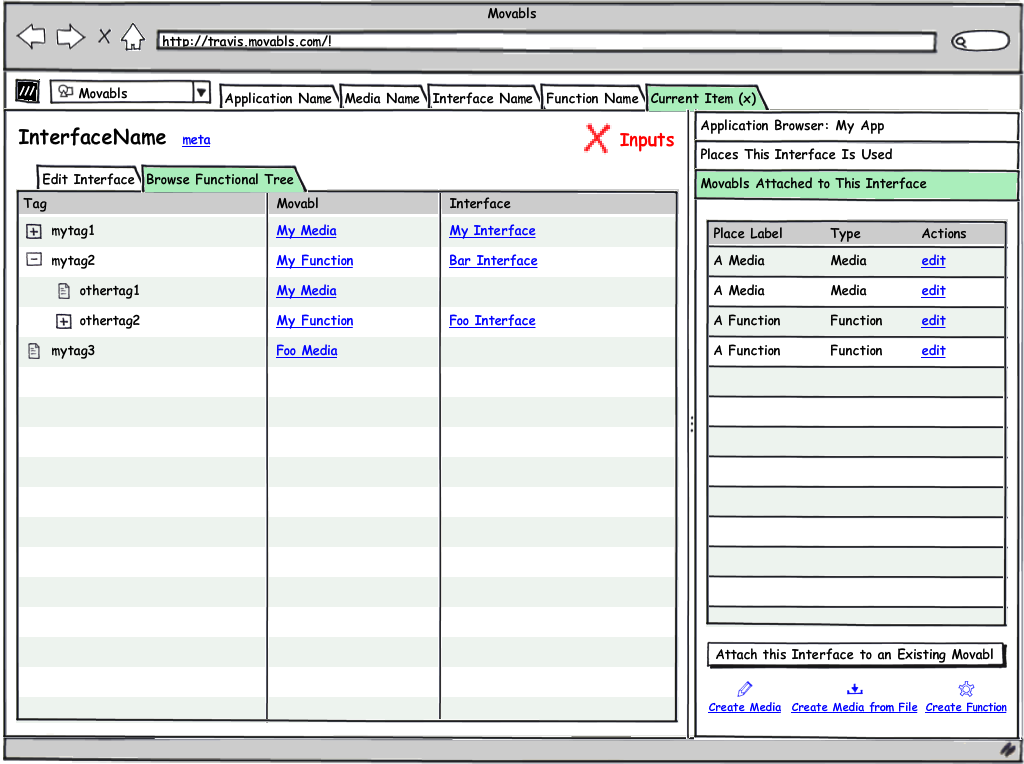 Movabls
http://travis.movabls.com/!
Movabls
Application Name Media Name Interface Name Function Name Current Item (x)
InterfaceName meta X Inputs
Edit Interface Browse Functional Tree
Tag Movabl Interface
mytag1 My Media My Interface
mytag2 My Function Bar Interface
othertag1 My Media
othertag2 My Function Foo Interface
mytag3 Foo Media
Application Browser: My App
Places This Interface Is Used
Movabls Attached to This Interface
Place Label Type Actions
A Media Media edit
A Media Media edit
A Function Function edit
A Function Function edit
Attach this Interface to an Existing Movabl
Create Media Create Media from File Create Function